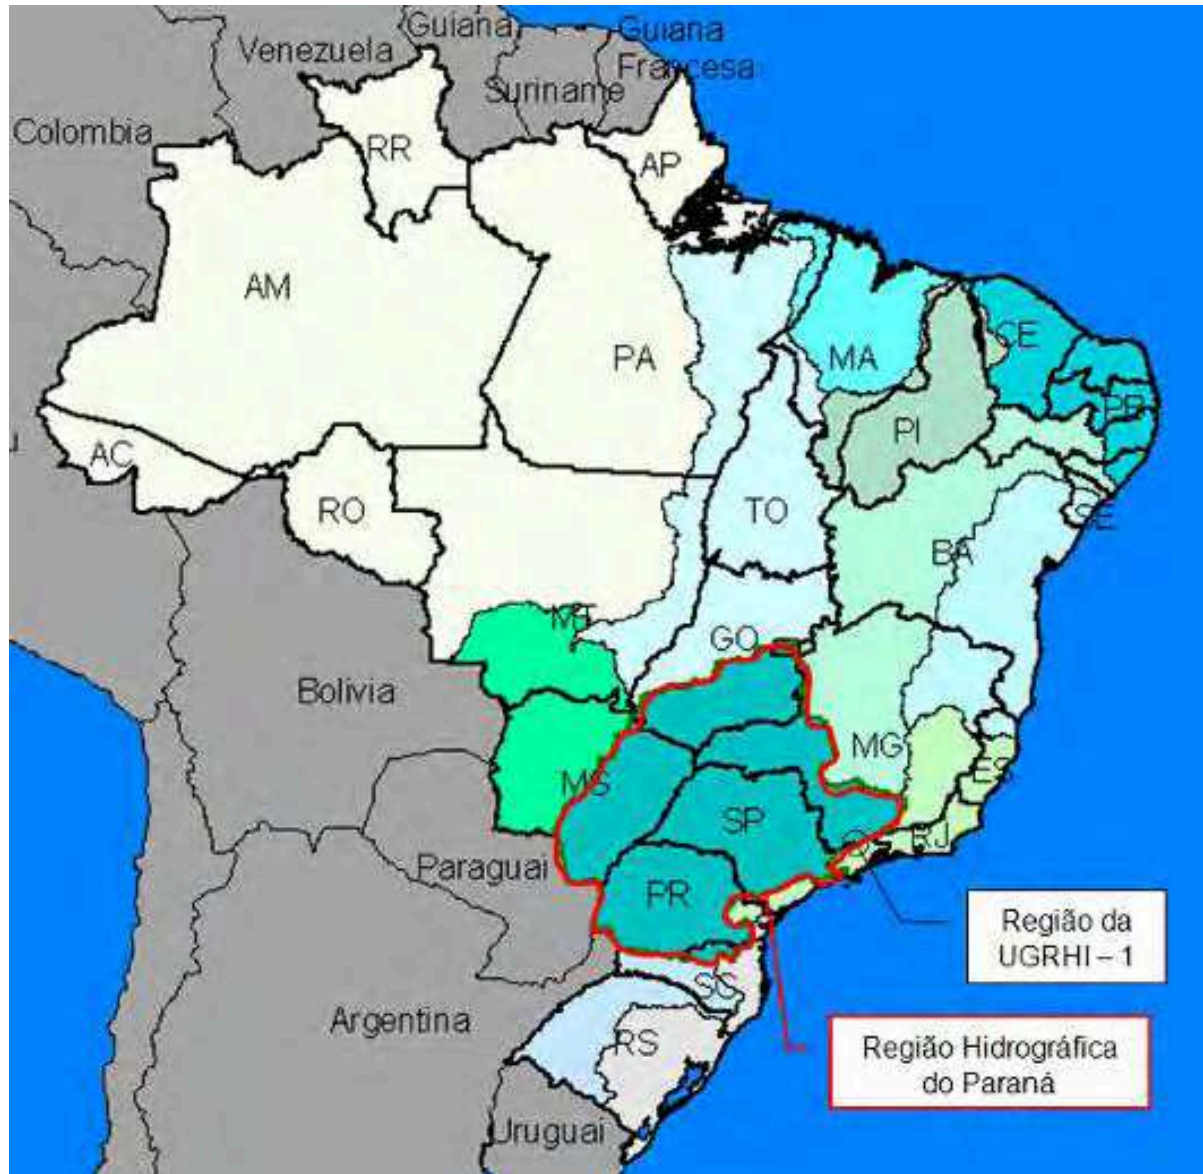 Guiana
Guiana
Venezuela
Francesa
Suriname
Colombia
RR
AP
AM
PA
MA
CE
PB
PI
AC
RO
TO
SE
BA
MT
GO
Bolívia
MS
MG
ES
SP
RJ
Paraguai
PR
Região da
UGRHI – 1
SC
Argentina
RS
Região Hidrográfica
do Paraná
Uruguai